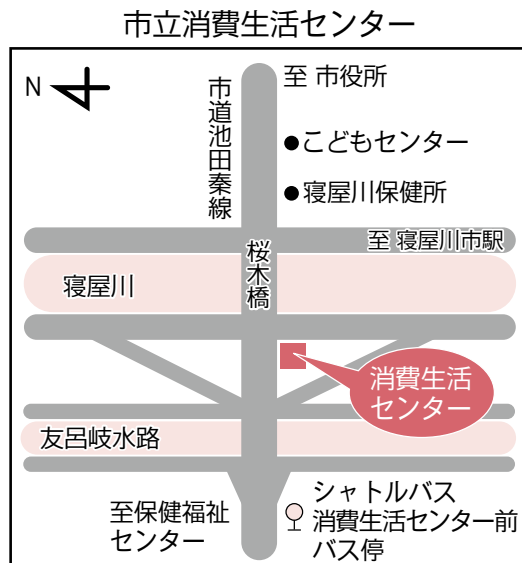 市立消費生活センター
N
市道池田秦線
至 市役所
●こどもセンター
●寝屋川保健所
至 寝屋川市駅
桜木橋
寝屋川
消費生活
センター
友呂岐水路
至保健福祉
センター
シャトルバス
消費生活センター前
バス停